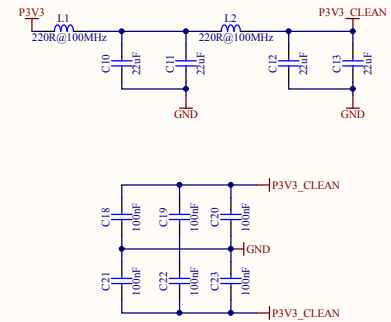 P3V3
L1
220R@100MHz
L2
220R@100MHz
P3V3_CLEAN
C10
22uF
C11
22uF
C12
22uF
C13
22uF
GND
GND
P3V3_CLEAN
C18
100nF
C19
100nF
C20
100nF
GND
C21
100nF
C22
100nF
C23
100nF
P3V3_CLEAN